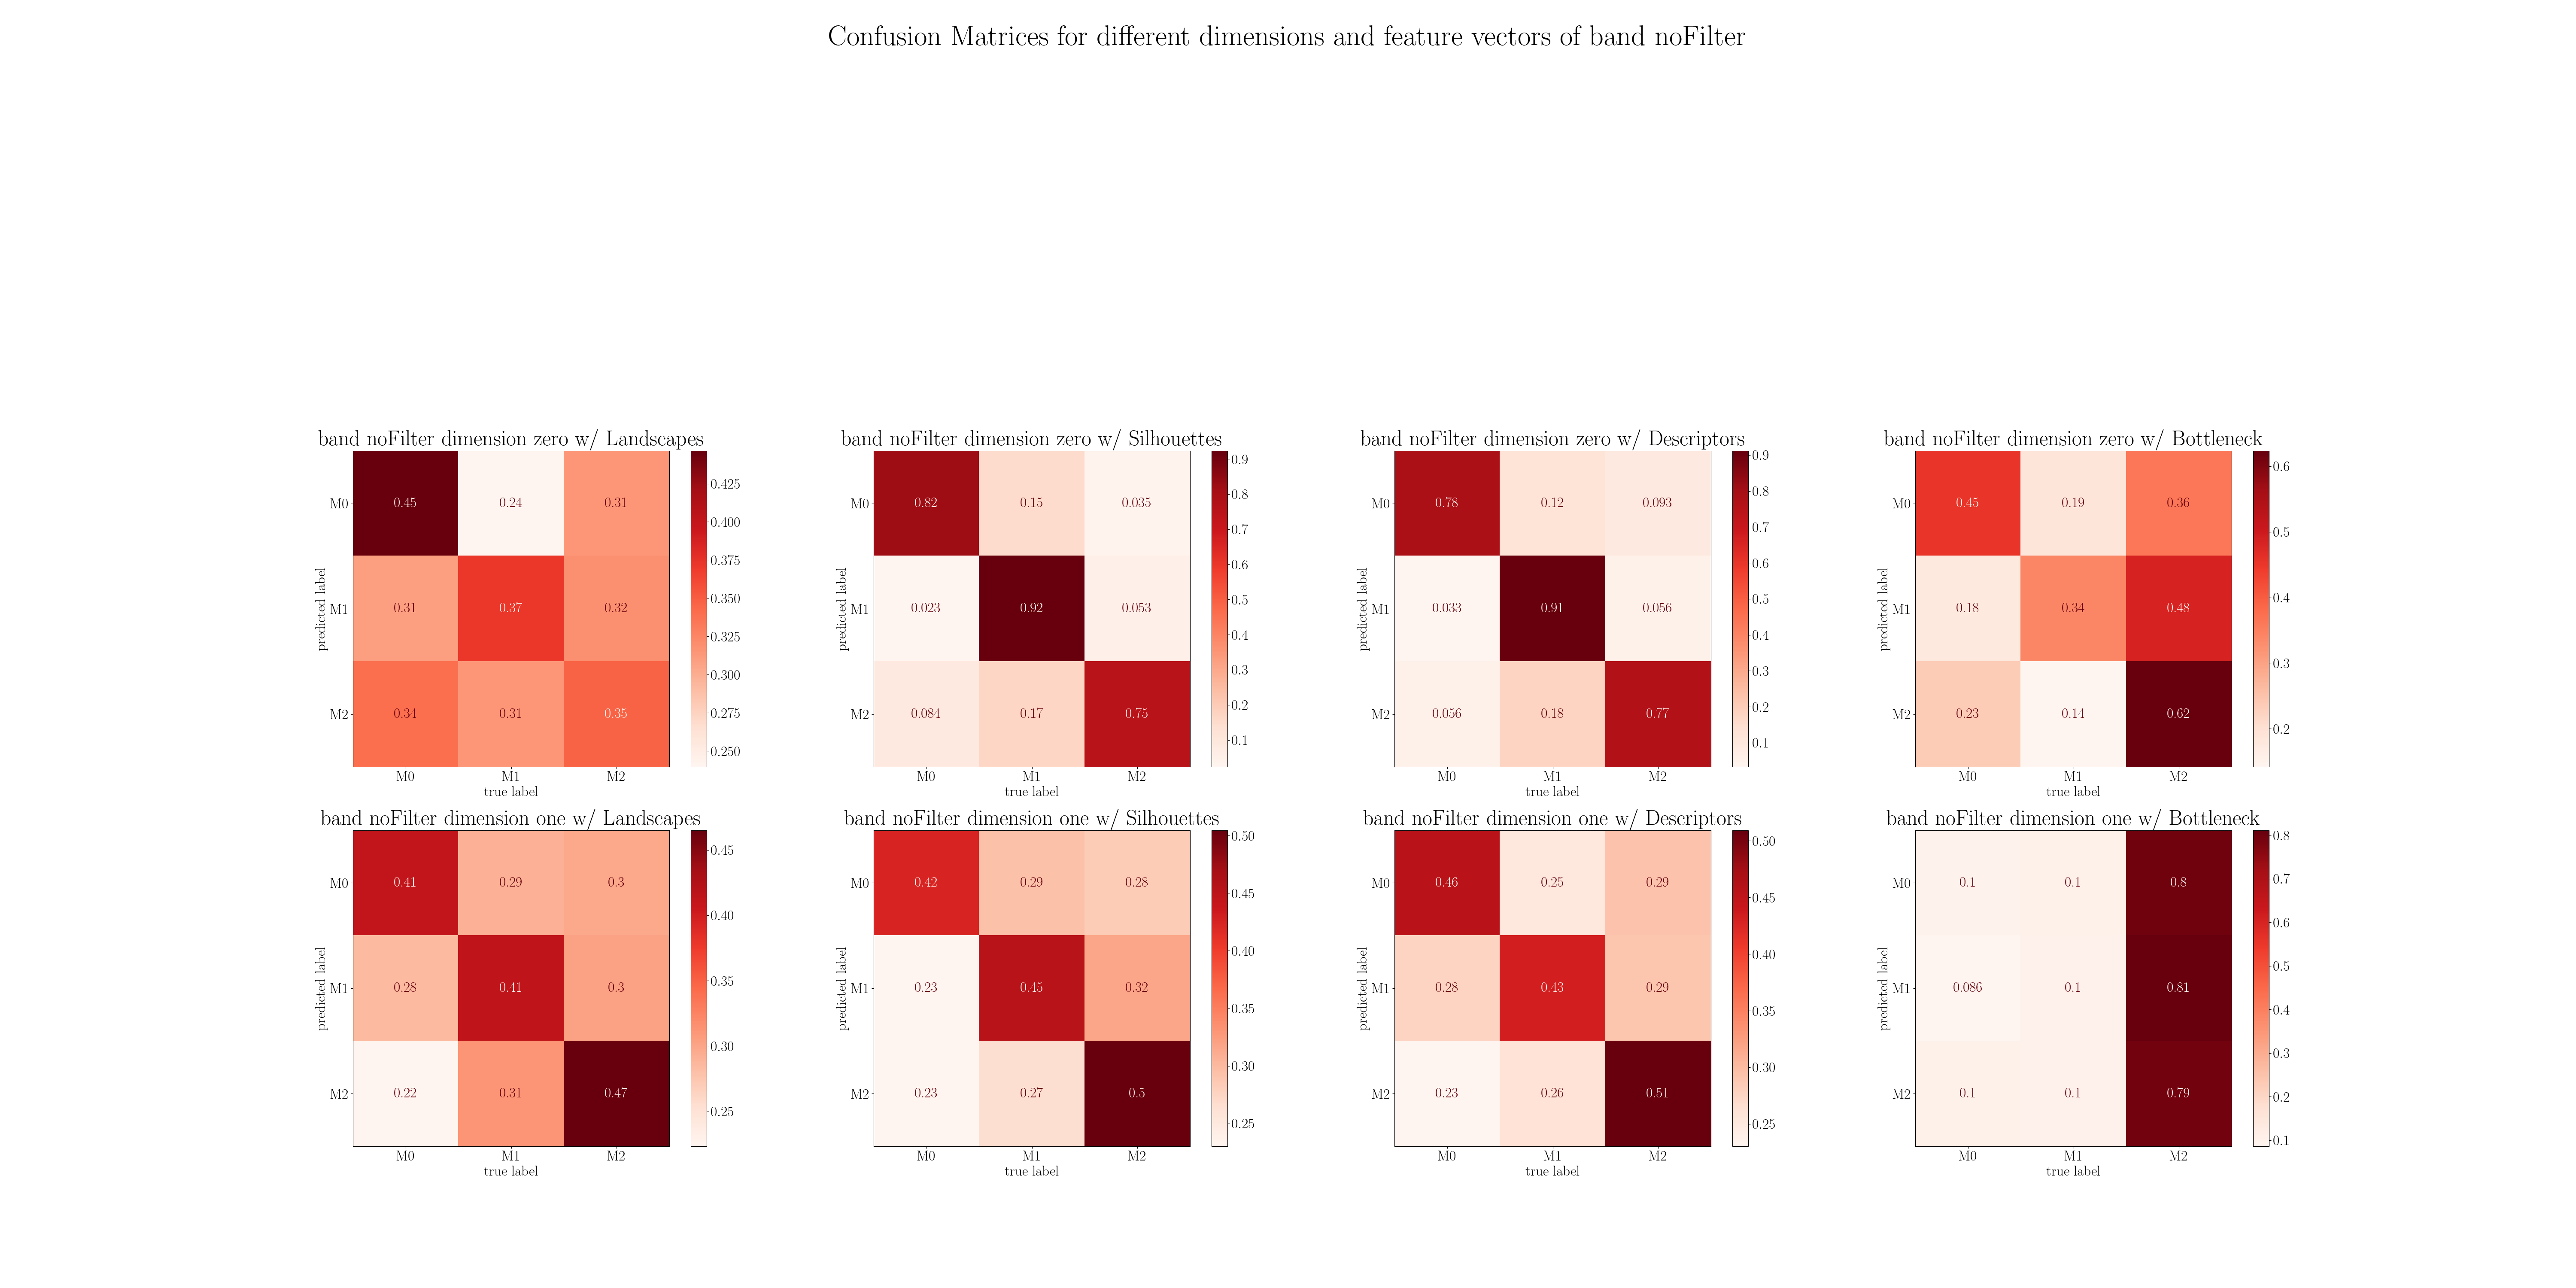 Confusion Matrices for different dimensions and feature vectors of band noFilter
band noFilter dimension zero w/ Landscapes
predicted label
M0 0.45 0.24 0.31
M1 0.31 0.37 0.32
M2 0.34 0.31 0.35
M0 M1 M2
true label
0.425
0.400
0.375
0.350
0.325
0.300
0.275
0.250
band noFilter dimension zero w/ Silhouettes
predicted label
M0 0.82 0.15 0.035
M1 0.023 0.92 0.053
M2 0.084 0.17 0.75
M0 M1 M2
true label
0.9
0.8
0.7
0.6
0.5
0.4
0.3
0.2
0.1
band noFilter dimension zero w/ Descriptors
predicted label
M0 0.78 0.12 0.093
M1 0.033 0.91 0.056
M2 0.056 0.18 0.77
M0 M1 M2
true label
0.9
0.8
0.7
0.6
0.5
0.4
0.3
0.2
0.1
band noFilter dimension zero w/ Bottleneck
predicted label
M0 0.45 0.19 0.36
M1 0.18 0.34 0.48
M2 0.23 0.14 0.62
M0 M1 M2
true label
0.6
0.5
0.4
0.3
0.2
band noFilter dimension one w/ Landscapes
predicted label
M0 0.41 0.29 0.3
M1 0.28 0.41 0.3
M2 0.22 0.31 0.47
M0 M1 M2
true label
0.45
0.40
0.35
0.30
0.25
band noFilter dimension one w/ Silhouettes
predicted label
M0 0.42 0.29 0.28
M1 0.23 0.45 0.32
M2 0.23 0.27 0.5
M0 M1 M2
true label
0.50
0.45
0.40
0.35
0.30
0.25
band noFilter dimension one w/ Descriptors
predicted label
M0 0.46 0.25 0.29
M1 0.28 0.43 0.29
M2 0.23 0.26 0.51
M0 M1 M2
true label
0.50
0.45
0.40
0.35
0.30
0.25
band noFilter dimension one w/ Bottleneck
predicted label
M0 0.1 0.1 0.8
M1 0.086 0.1 0.81
M2 0.1 0.1 0.79
M0 M1 M2
true label
0.8
0.7
0.6
0.5
0.4
0.3
0.2
0.1